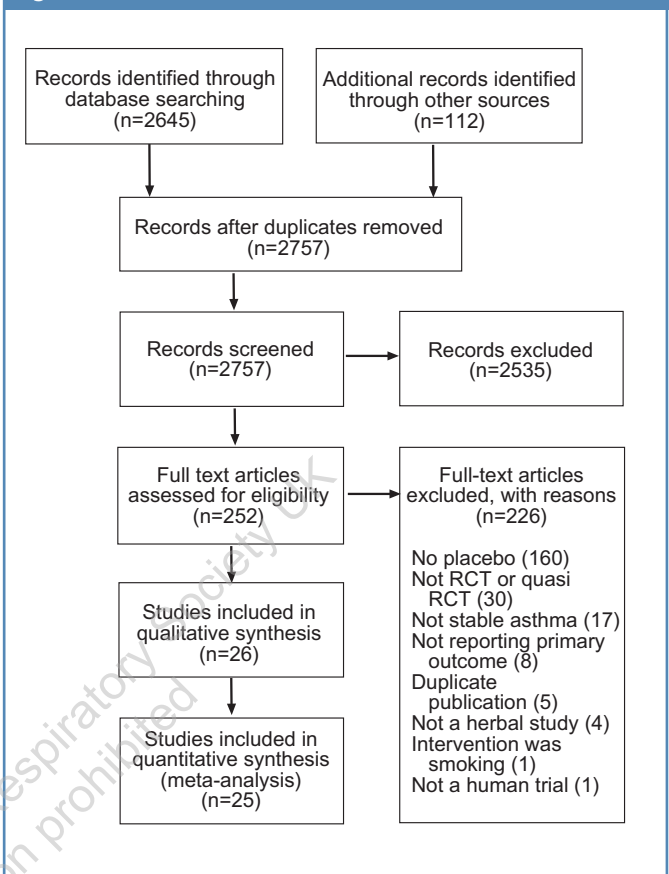 Records identified through
database searching
(n=2645)
Additional records identified
through other sources
(n=112)
Records after duplicates removed
(n=2757)
Records screened
(n=2757)
Records excluded
(n=2535)
Full text articles
assessed for eligibility
(n=252)
Full-text articles
excluded, with reasons
(n=226)
No placebo (160)
Not RCT or quasi
RCT (30)
Not stable asthma (17)
Not reporting primary
outcome (8)
Duplicate
publication (5)
Not a herbal study (4)
Intervention was
smoking (1)
Not a human trial (1)
Studies included in
qualitative synthesis
(n=26)
Studies included in
quantitative synthesis
(meta-analysis)
(n=25)
Respiratory Society UK
prohibited